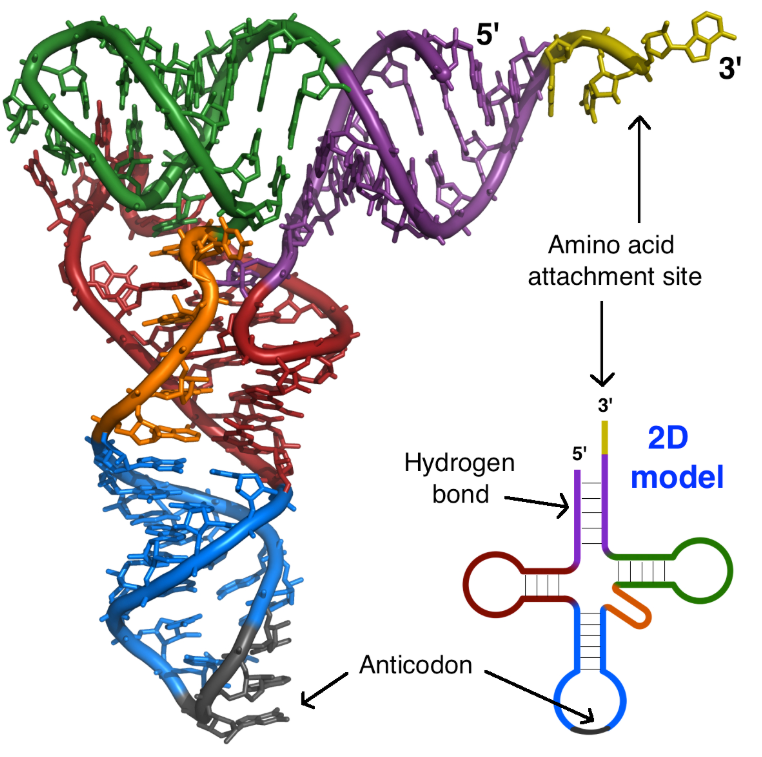 5'
3'
Amino acid
attachment site
3'
5'
2D
model
Hydrogen
bond
Anticodon